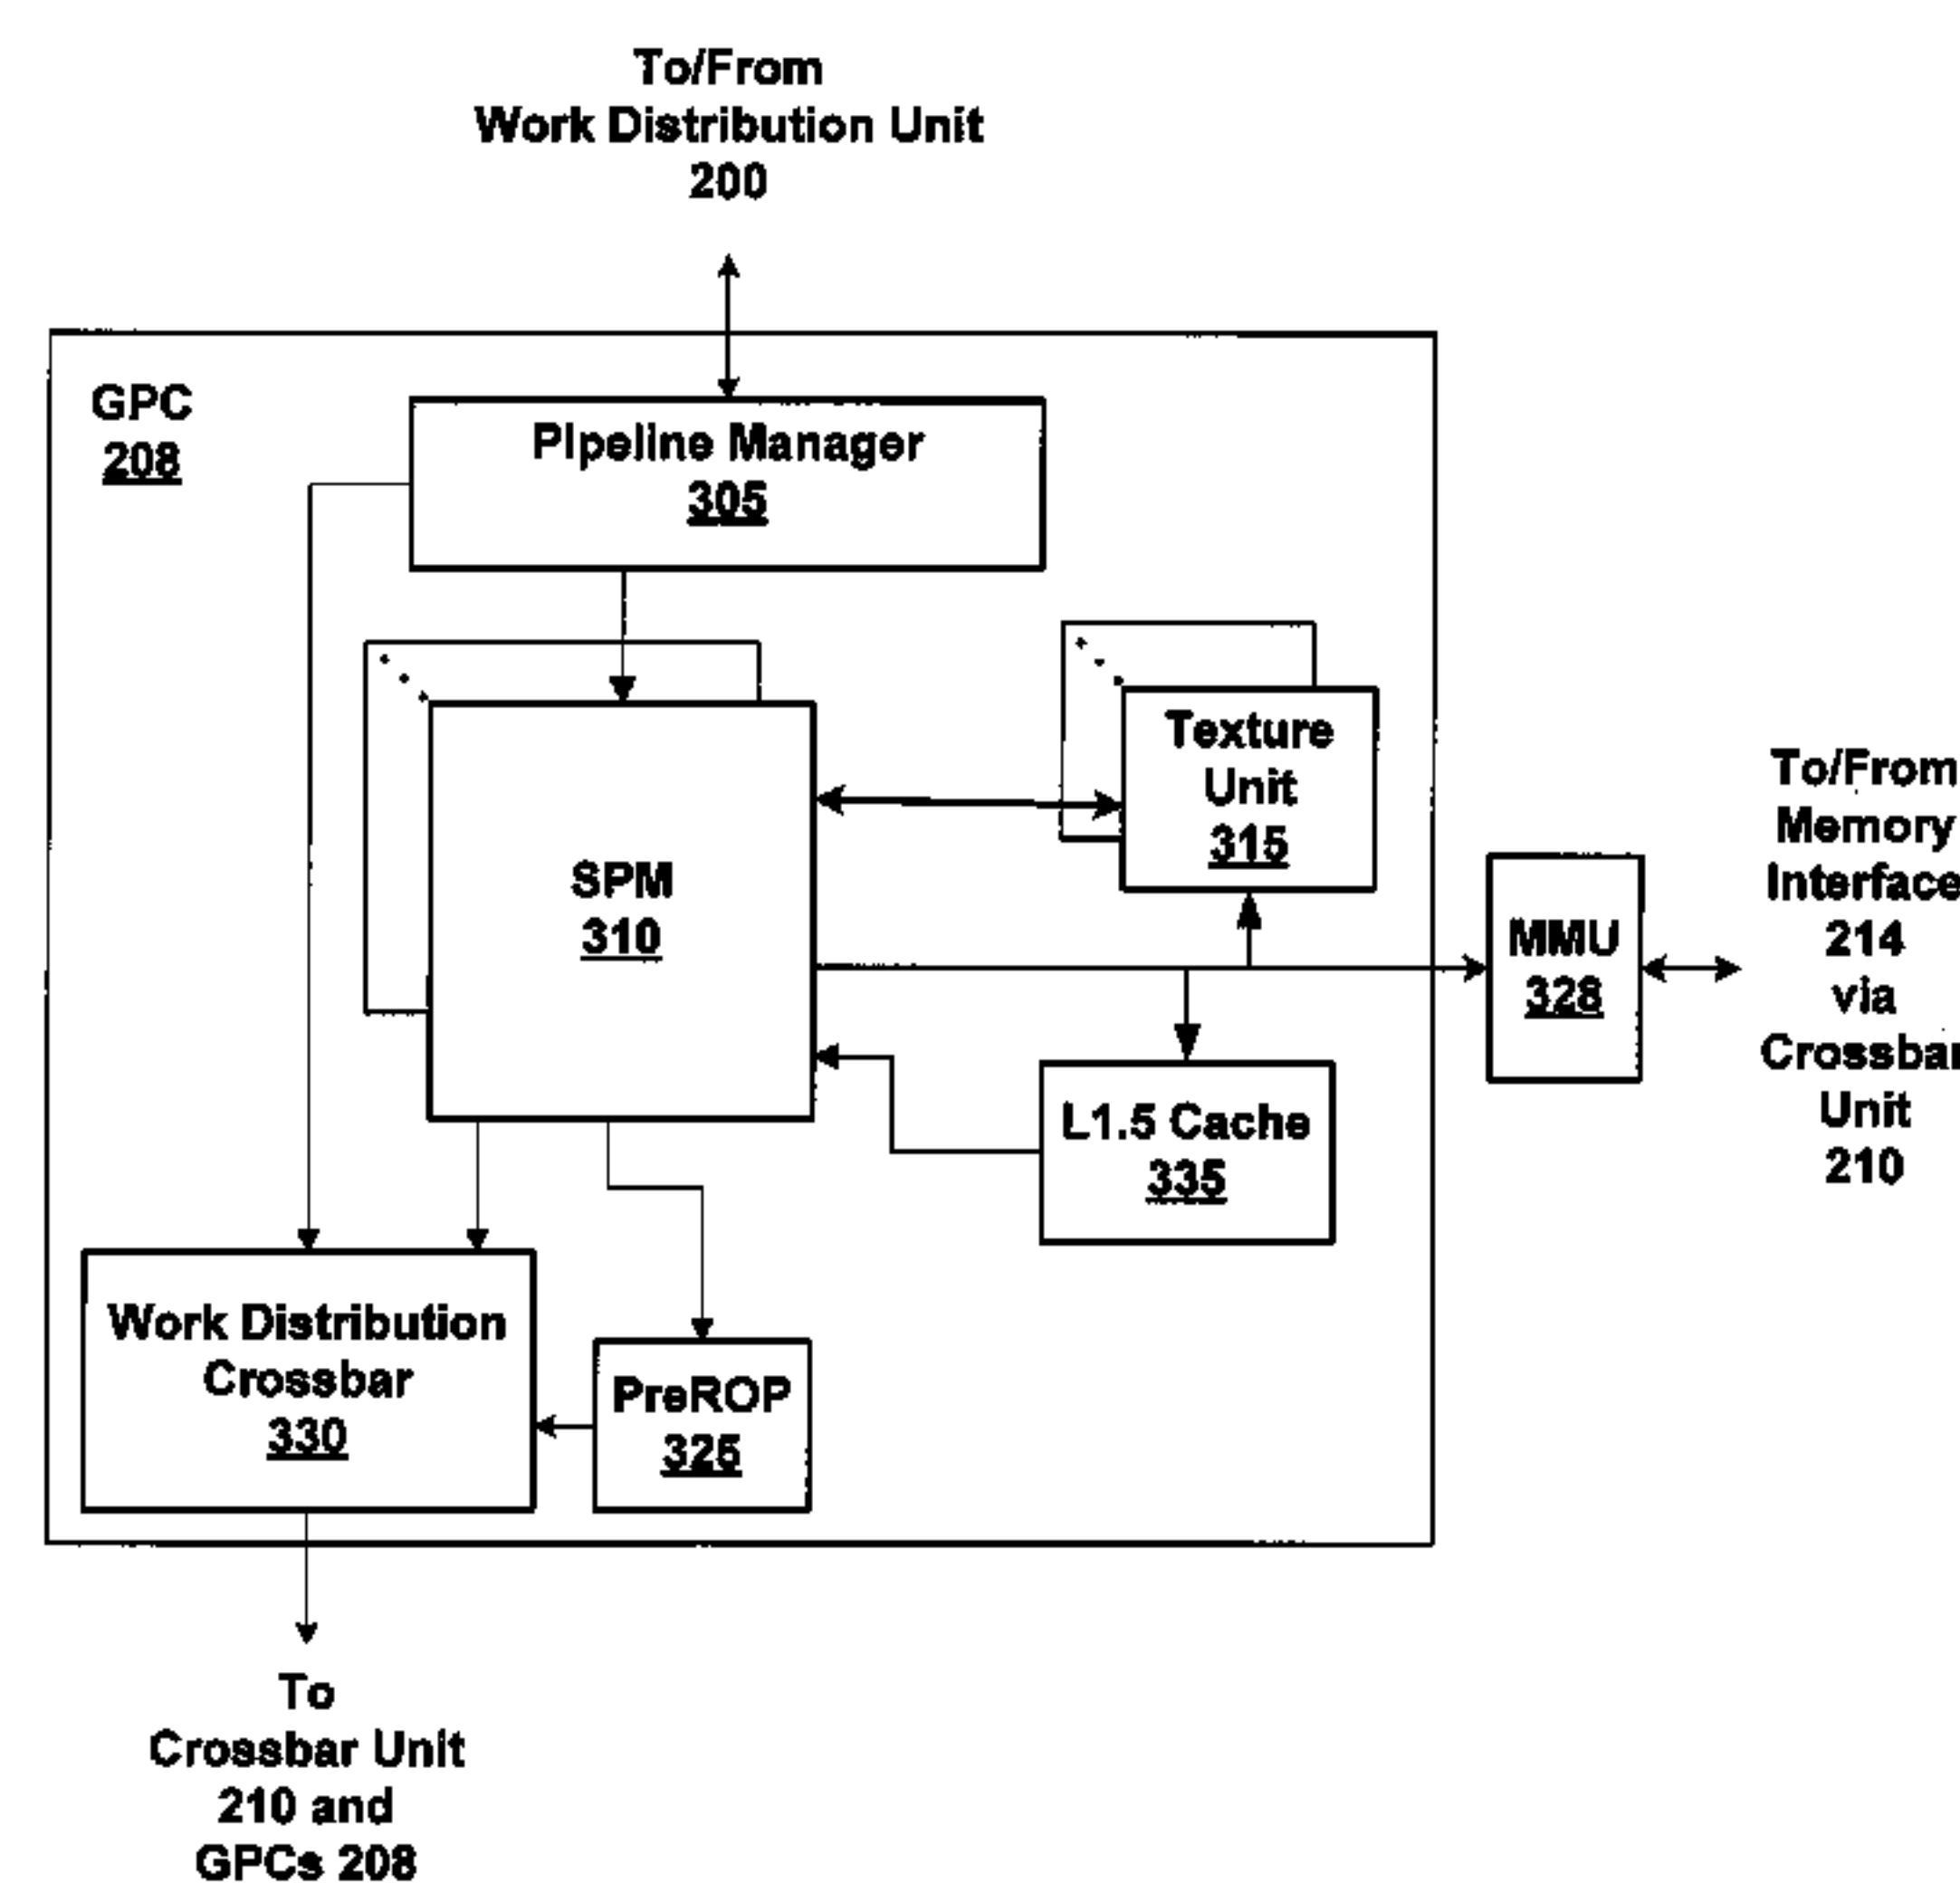 To/From
Work Distribution Unit
200
GPC
208
Pipeline Manager
305
Texture
Unit
315
SPM
310
To/From
Memory
Interface
214
via
Crossbar
Unit
210
MMU
328
L1.5 Cache
335
Work Distribution
Crossbar
330
PreROP
325
To
Crossbar Unit
210 and
GPCs 208